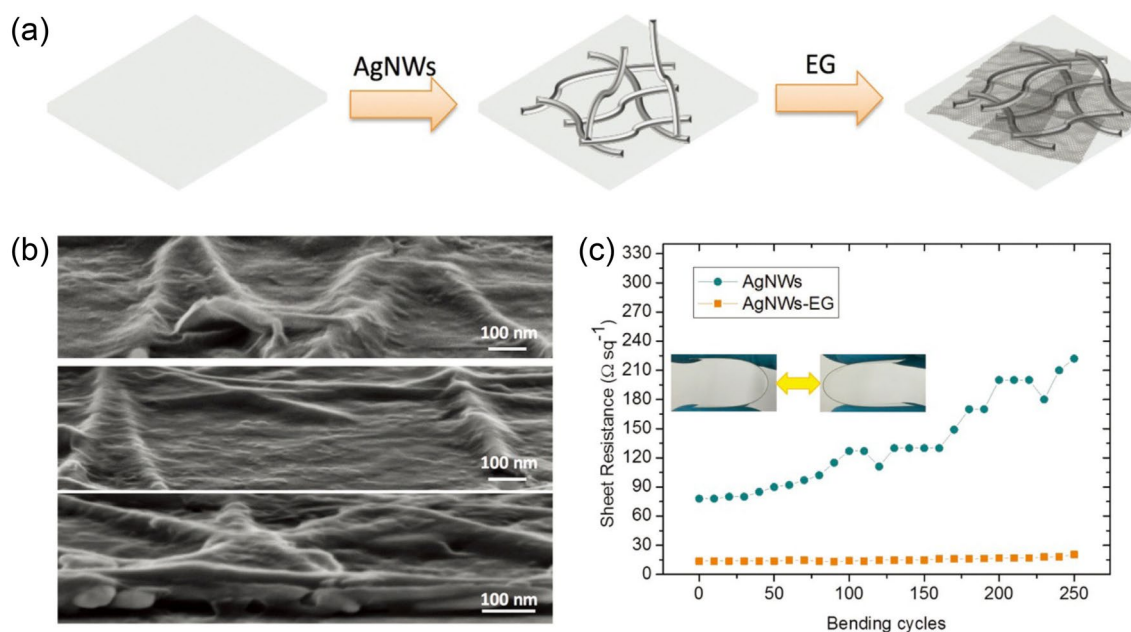 (a)
AgNWs
EG
(b)
100 nm
100 nm
100 nm
(c)
330
300
270
240
210
180
150
120
90
60
30
0
Sheet Resistance (Ω sq⁻¹)
AgNWs
AgNWs-EG
0
50
100
150
200
250
Bending cycles